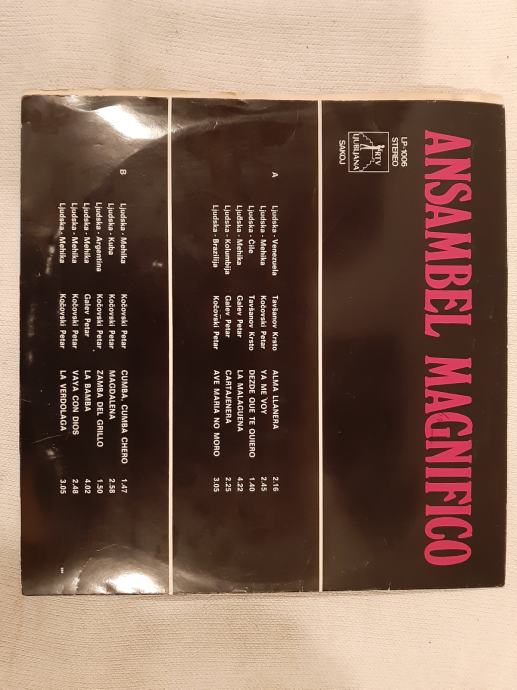 ANSAMBEL MAGNIFICO
LP-1006
STEREO
RTV
LJUBLJANA
SAKOJ
A
Ljudska - Venezuela Tavšanov Krsto ALMA LLANERA 2.16
Ljudska - Mehika Kočovski Petar YA ME VOY 2.45
Ljudska - Čile Tavšanov Krsto DEZDE QUE TE QUIERO 1.40
Ljudska - Mehika Galev Petar LA MALAGUENA 4.22
Ljudska - Kolumbija Galev Petar CARTAJENERA 2.25
Ljudska - Brazilija Kočovski Petar AVE MARIA NO MORO 3.05
B
Ljudska - Mehika Kočovski Petar CUMBA, CUMBA CHERO 1.47
Ljudska - Kuba Kočovski Petar MAGDALENA 2.58
Ljudska - Argentina Kočovski Petar ZAMBA DEL GRILLO 1.50
Ljudska - Mehika Galev Petar LA BAMBA 4.02
Ljudska - Mehika Kočovski Petar VAYA CON DIOS 2.48
Ljudska - Mehika Kočovski Petar LA VERDOLAGA 3.05